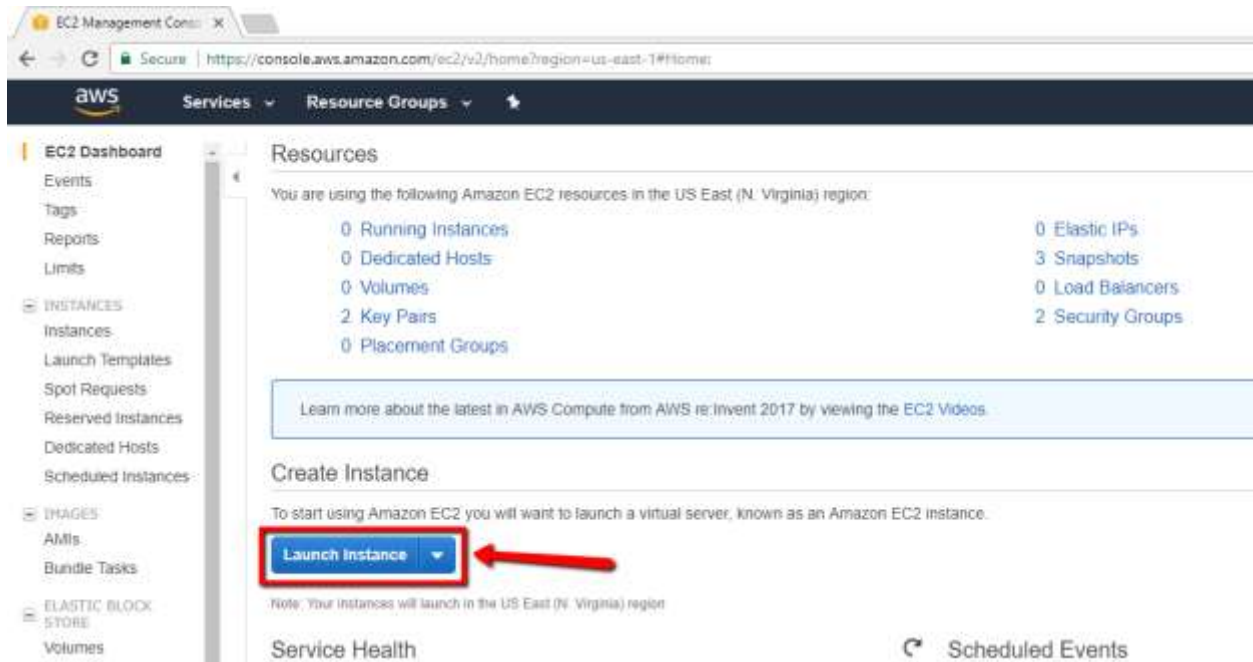 EC2 Management Cons
Secure | https://console.aws.amazon.com/ec2/v2/home?region=us-east-1#Home:
aws Services Resource Groups
EC2 Dashboard
Events
Tags
Reports
Limits
INSTANCES
Instances
Launch Templates
Spot Requests
Reserved Instances
Dedicated Hosts
Scheduled Instances
IMAGES
AMIs
Bundle Tasks
ELASTIC BLOCK
STORE
Volumes
Resources
You are using the following Amazon EC2 resources in the US East (N. Virginia) region:
0 Running Instances
0 Dedicated Hosts
0 Volumes
2 Key Pairs
0 Placement Groups
0 Elastic IPs
3 Snapshots
0 Load Balancers
2 Security Groups
Learn more about the latest in AWS Compute from AWS re:Invent 2017 by viewing the EC2 Videos.
Create Instance
To start using Amazon EC2 you will want to launch a virtual server, known as an Amazon EC2 instance.
Launch Instance
Note: Your instances will launch in the US East (N. Virginia) region
Service Health
Scheduled Events